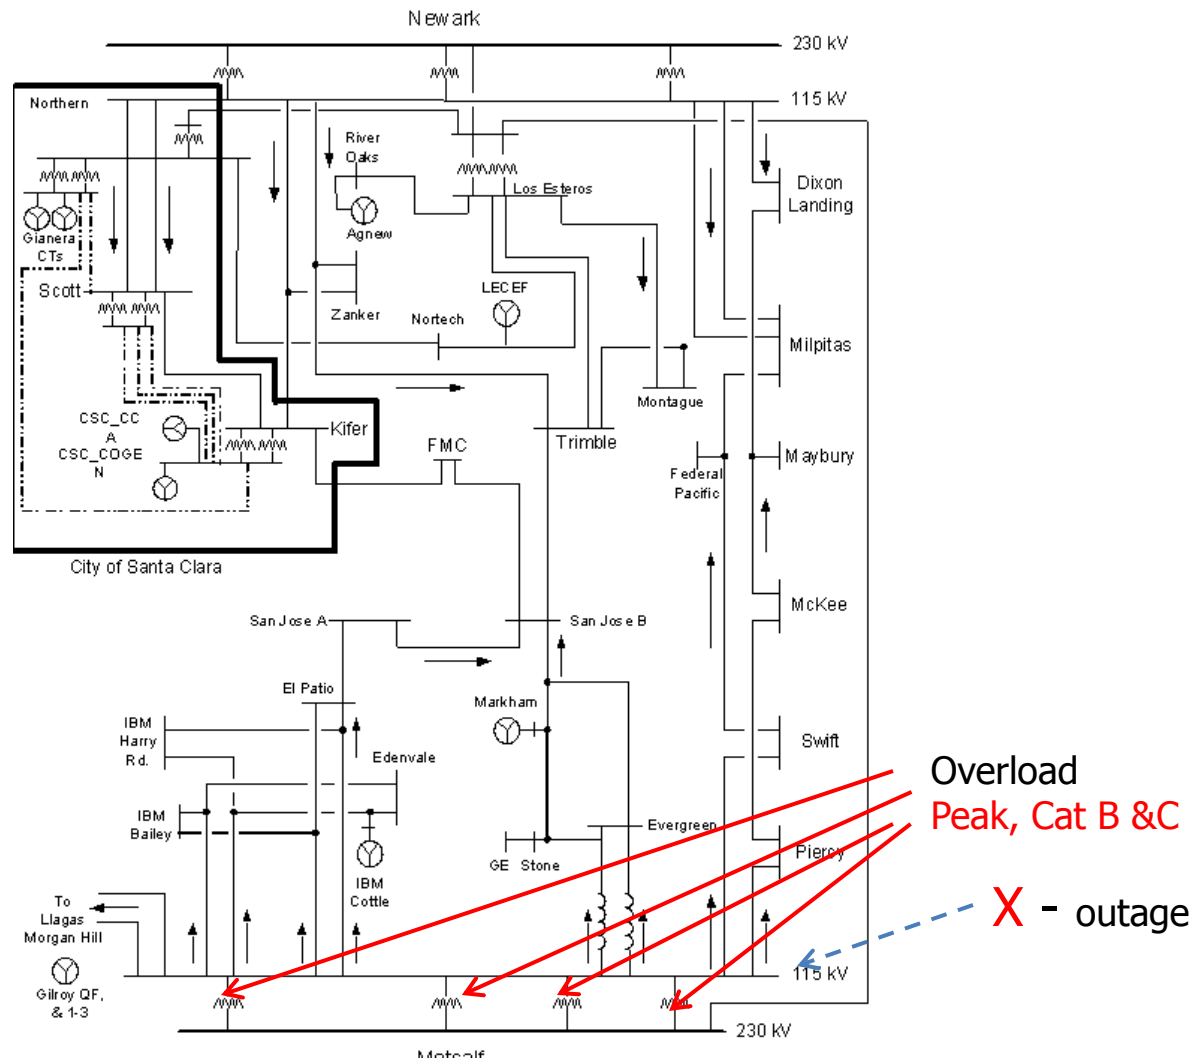 Newark
230 kV
Northern
115 kV
River
Oaks
Los Esteros
Dixon
Landing
Agnew
Gianera
CTs
Scott
Zanker
Nortech
LECEF
Milpitas
Montague
CSC_CC
A
CSC_COGE
N
Kifer
FMC
Trimble
Federal
Pacific
Maybury
City of Santa Clara
San Jose A
San Jose B
McKee
El Patio
Markham
IBM
Harry
Rd.
Edenvale
Swift
Overload
Peak, Cat B &C
IBM
Bailey
Evergreen
GE Stone
Piercy
IBM
Cottle
To
Llagas
Morgan Hill
X - outage
Gilroy QF,
& 1-3
115 kV
230 kV
Metcalf